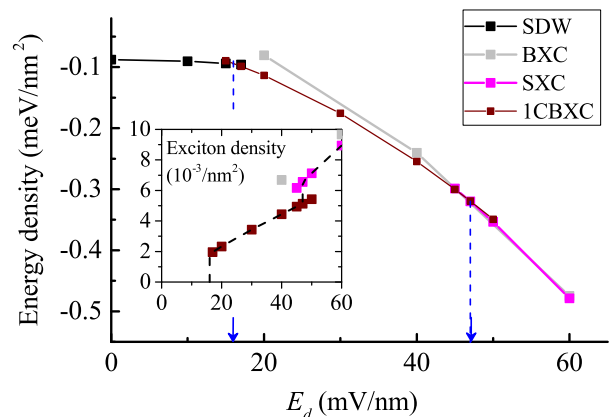 SDW
BXC
SXC
1CBXC
-0.1
-0.2
-0.3
-0.4
-0.5
Energy density (meV/nm²)
10
8
6
4
2
0
Exciton density
(10⁻³/nm²)
20
40
60
0
20
40
60
E_d (mV/nm)